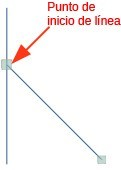 Punto de
inicio de línea